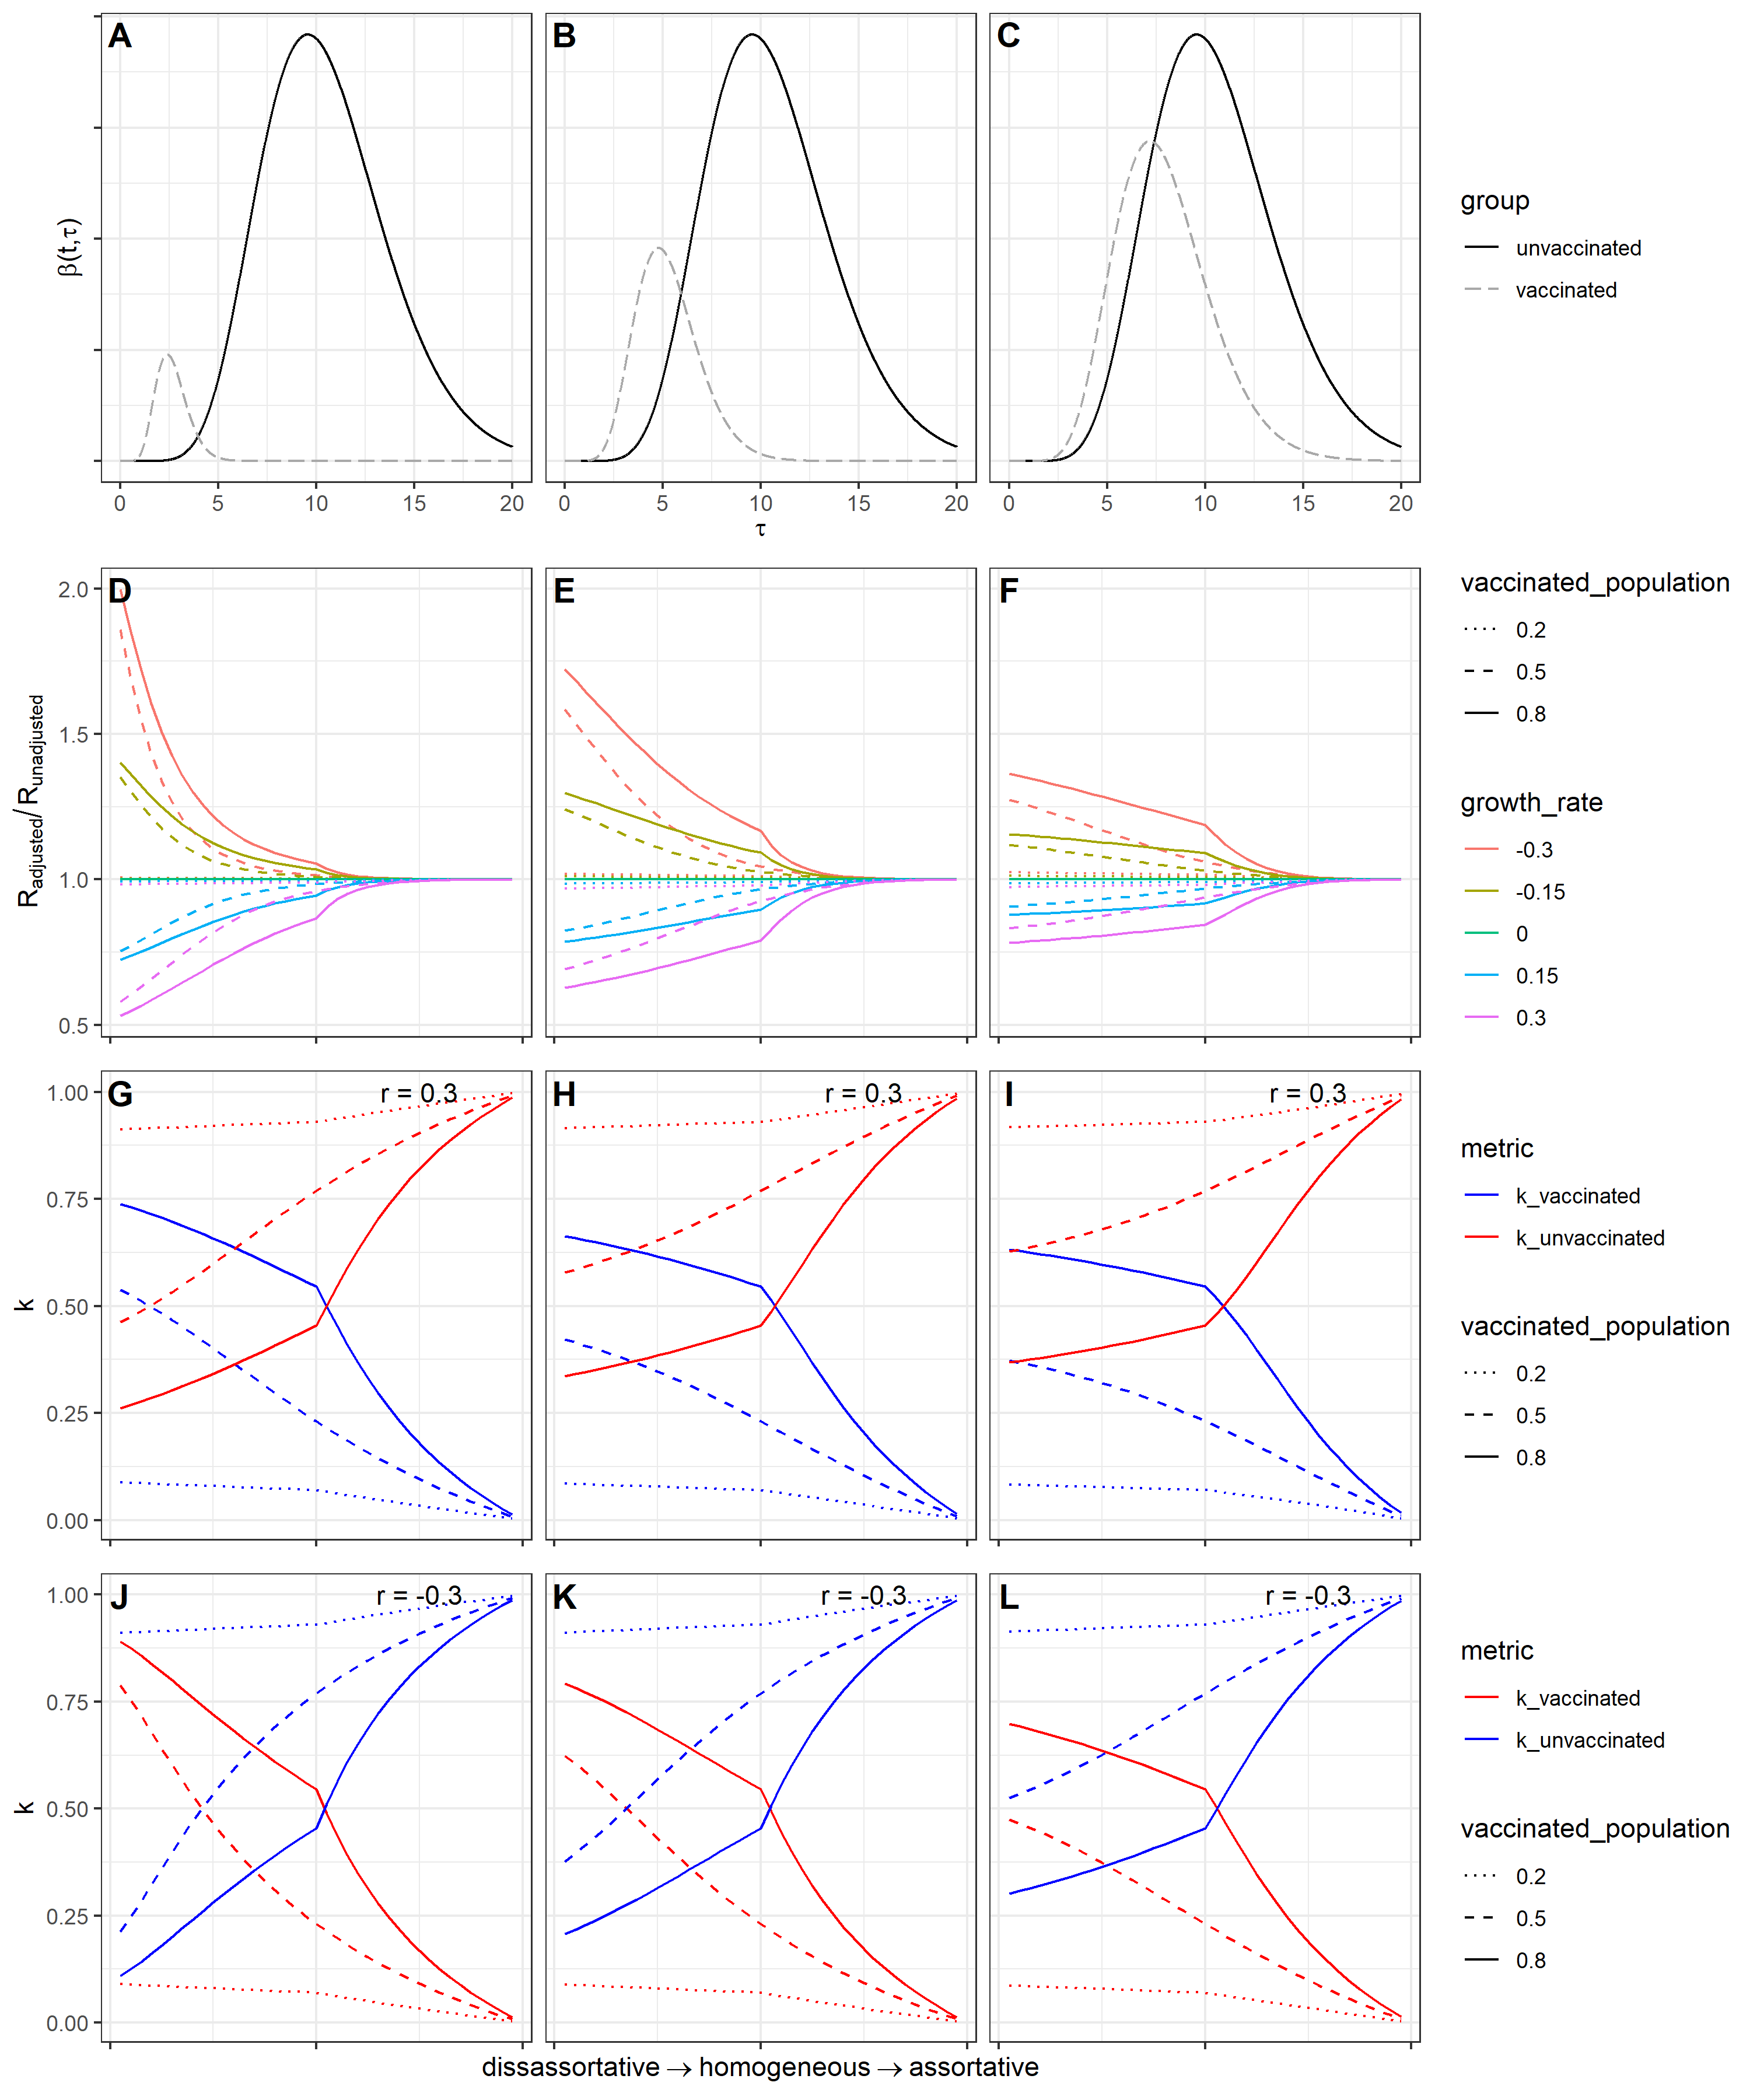 A B C
β(t,τ)
0 5 10 15 20 0 5 10 15 20 0 5 10 15 20
τ
group
unvaccinated
vaccinated
D E F
2.0
1.5
1.0
0.5
R_adjusted/R_unadjusted
vaccinated_population
0.2
0.5
0.8
growth_rate
-0.3
-0.15
0
0.15
0.3
G r = 0.3 H r = 0.3 I r = 0.3
1.00
0.75
0.50
0.25
0.00
k
metric
k_vaccinated
k_unvaccinated
vaccinated_population
0.2
0.5
0.8
J r = -0.3 K r = -0.3 L r = -0.3
1.00
0.75
0.50
0.25
0.00
k
metric
k_vaccinated
k_unvaccinated
vaccinated_population
0.2
0.5
0.8
dissassortative → homogeneous → assortative